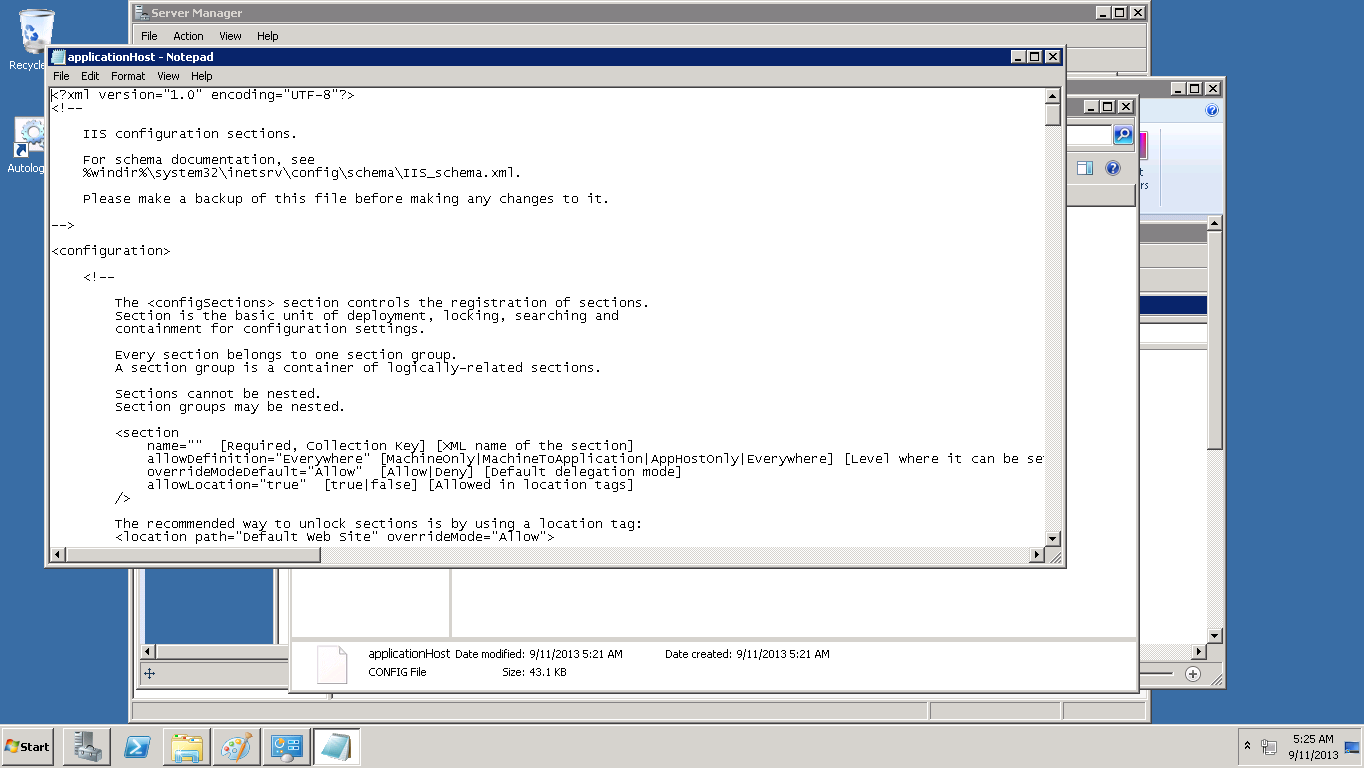 Server Manager
File Action View Help
Recycle
Autolog
applicationHost - Notepad
File Edit Format View Help
<?xml version="1.0" encoding="UTF-8"?>
<!--
IIS configuration sections.
For schema documentation, see
%windir%\system32\inetsrv\config\schema\IIS_schema.xml.
Please make a backup of this file before making any changes to it.
-->
<configuration>
<!--
The <configSections> section controls the registration of sections.
Section is the basic unit of deployment, locking, searching and
containment for configuration settings.
Every section belongs to one section group.
A section group is a container of logically-related sections.
Sections cannot be nested.
Section groups may be nested.
<section
name="" [Required, Collection Key] [XML name of the section]
allowDefinition="Everywhere" [MachineOnly|MachineToApplication|AppHostOnly|Everywhere] [Level where it can be se
overrideModeDefault="Allow" [Allow|Deny] [Default delegation mode]
allowLocation="true" [true|false] [Allowed in location tags]
/>
The recommended way to unlock sections is by using a location tag:
<location path="Default Web Site" overrideMode="Allow">
t
rs
applicationHost Date modified: 9/11/2013 5:21 AM Date created: 9/11/2013 5:21 AM
CONFIG File Size: 43.1 KB
Start
5:25 AM
9/11/2013